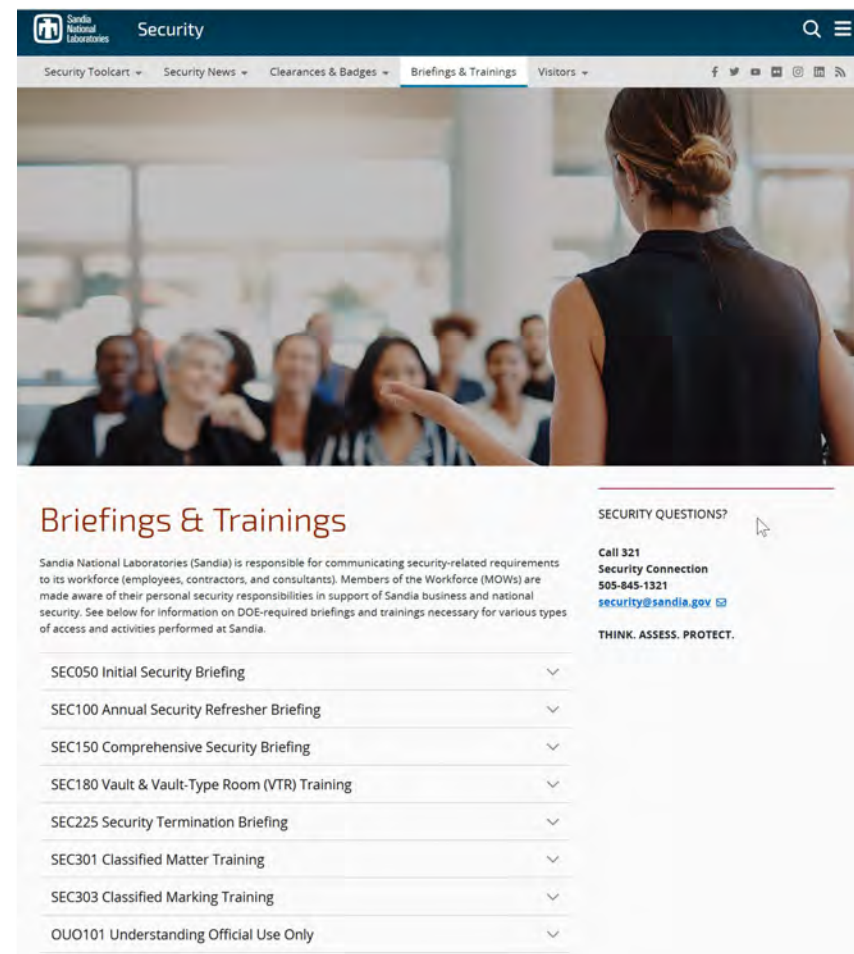 Sandia
National
Laboratories
Security
Security Toolcart
Security News
Clearances & Badges
Briefings & Trainings
Visitors
Briefings & Trainings
Sandia National Laboratories (Sandia) is responsible for communicating security-related requirements
to its workforce (employees, contractors, and consultants). Members of the Workforce (MOWs) are
made aware of their personal security responsibilities in support of Sandia business and national
security. See below for information on DOE-required briefings and trainings necessary for various types
of access and activities performed at Sandia.
SEC050 Initial Security Briefing
SEC100 Annual Security Refresher Briefing
SEC150 Comprehensive Security Briefing
SEC180 Vault & Vault-Type Room (VTR) Training
SEC225 Security Termination Briefing
SEC301 Classified Matter Training
SEC303 Classified Marking Training
OUO101 Understanding Official Use Only
SECURITY QUESTIONS?
Call 321
Security Connection
505-845-1321
security@sandia.gov
THINK. ASSESS. PROTECT.